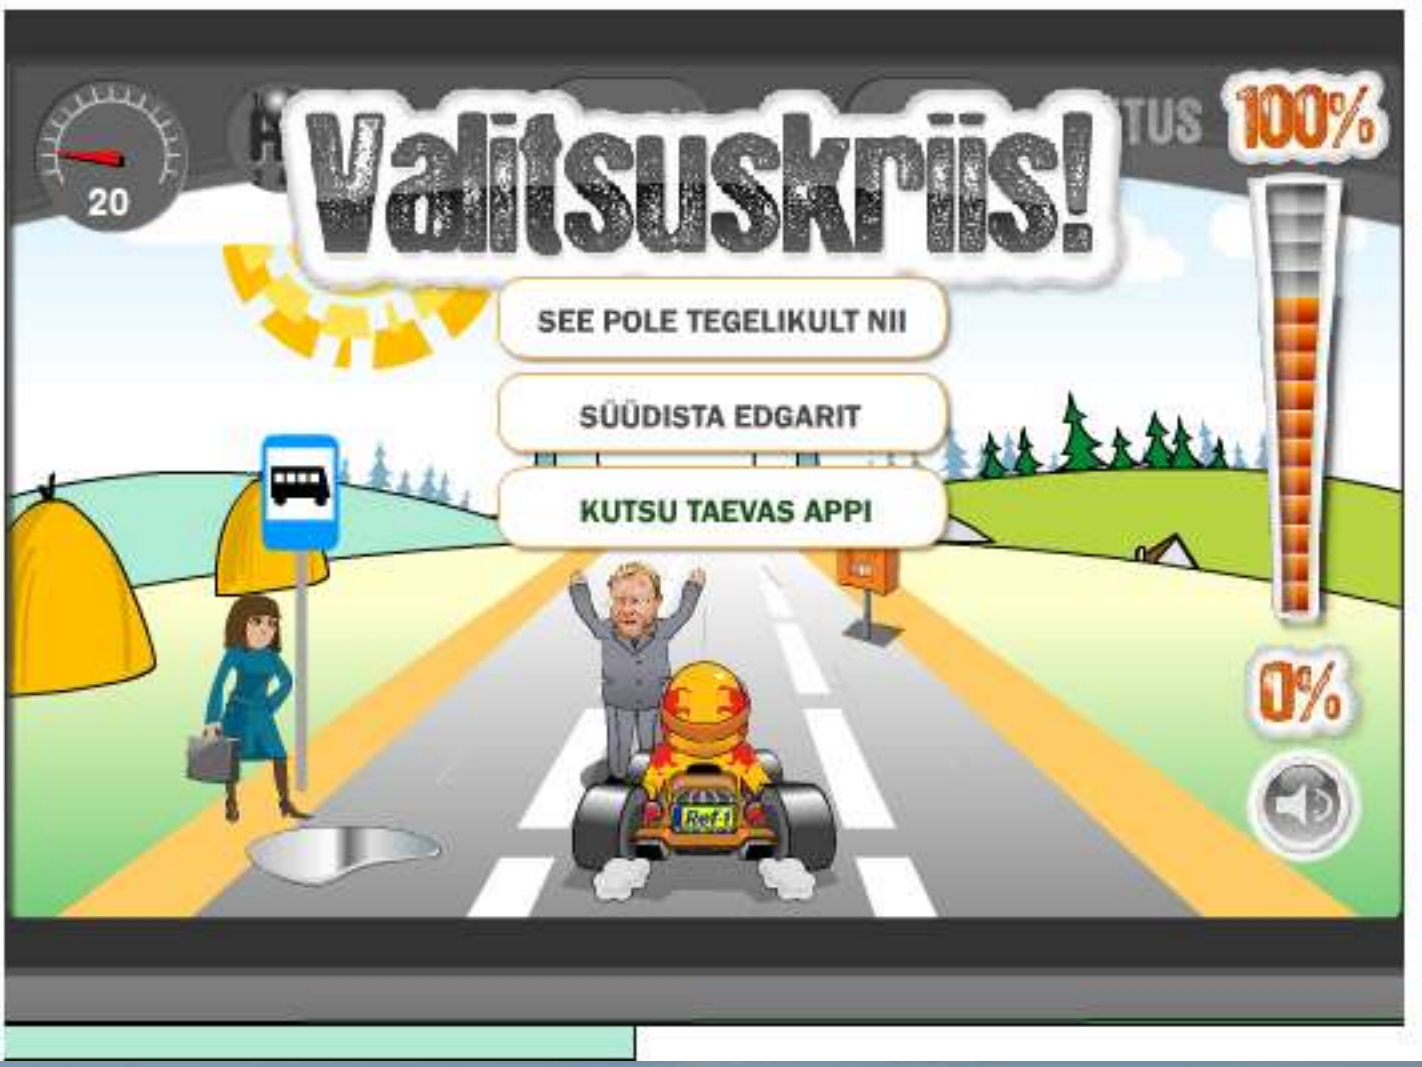 Valitsuskriis!
TUS
100%
20
SEE POLE TEGELIKULT NII
SÜÜDISTA EDGARIT
KUTSU TAEVAS APPI
0%
Ref-1